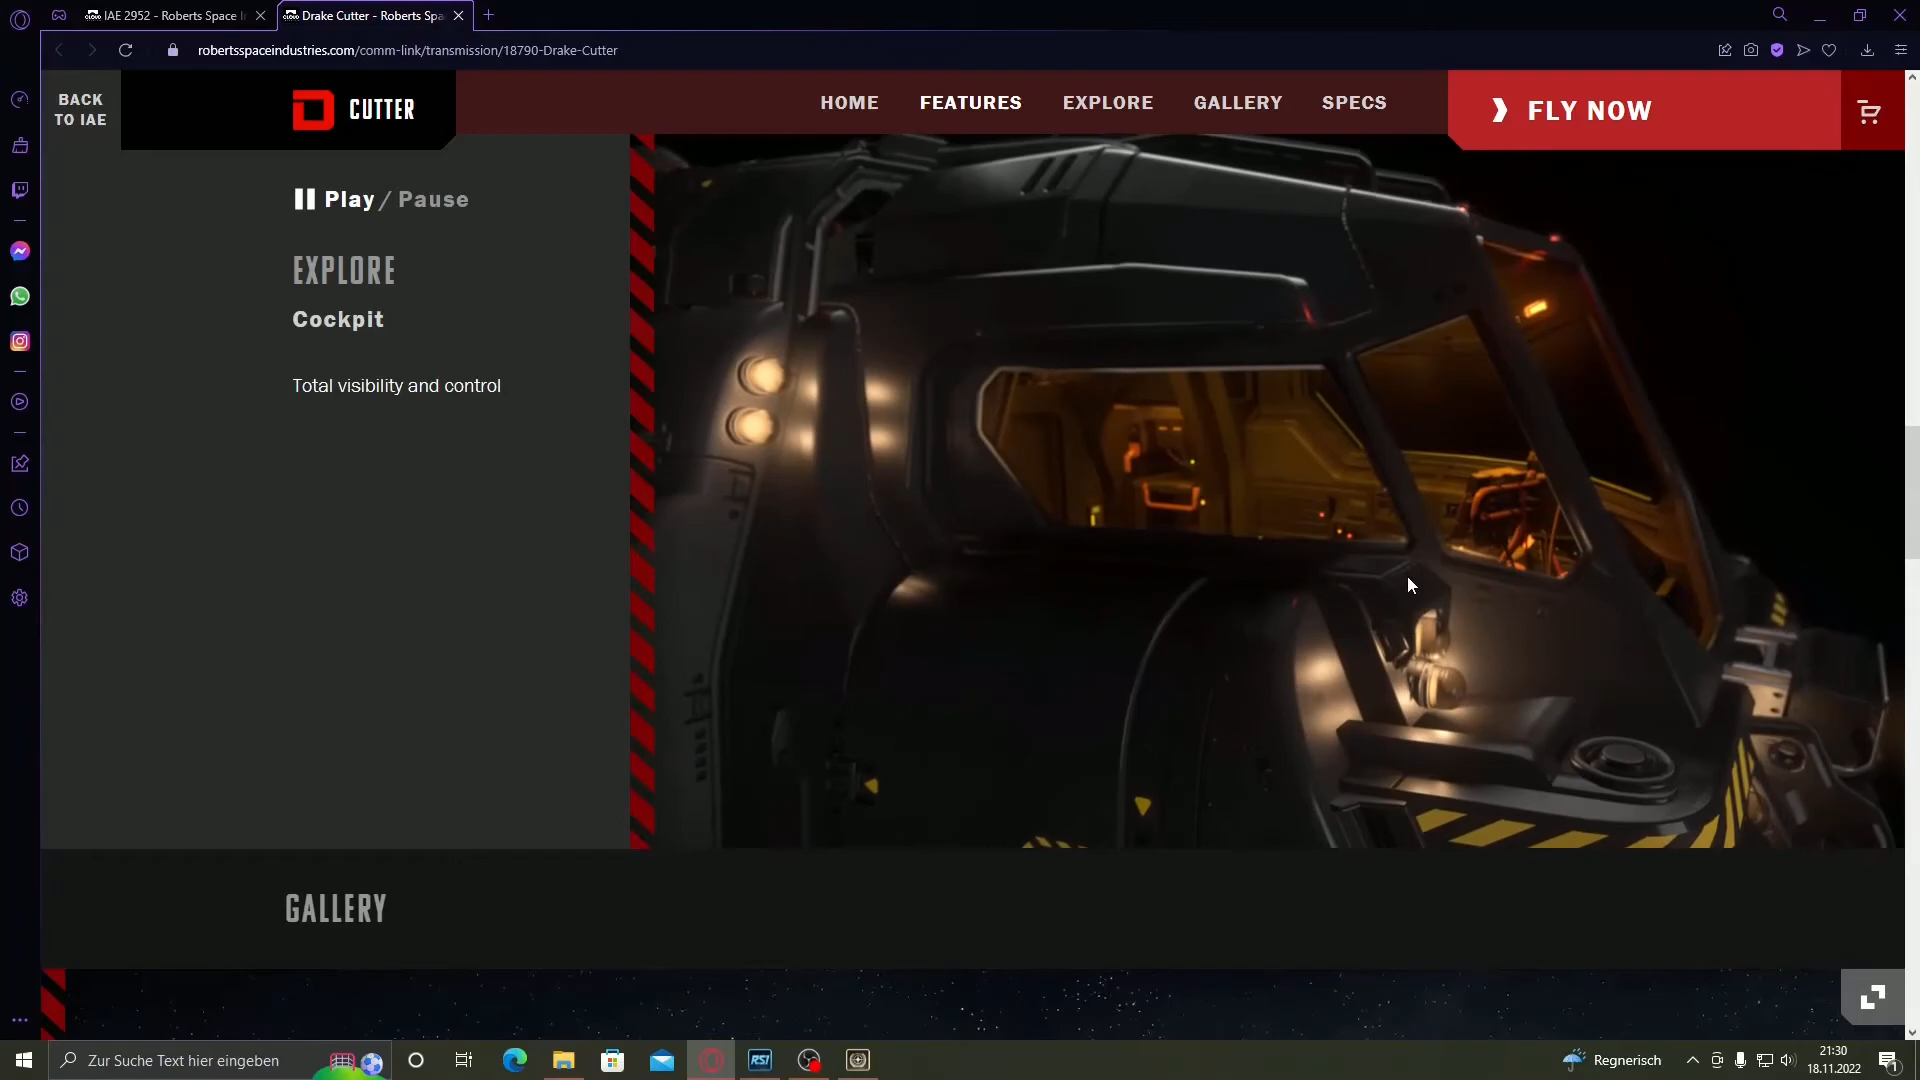 IAE 2952 - Roberts Space I
Drake Cutter - Roberts Spa
robertsspaceindustries.com/comm-link/transmission/18790-Drake-Cutter
BACK
TO IAE
CUTTER
HOME
FEATURES
EXPLORE
GALLERY
SPECS
FLY NOW
Play / Pause
EXPLORE
Cockpit
Total visibility and control
GALLERY
Zur Suche Text hier eingeben
RSI
Regnerisch
21:30
18.11.2022
1